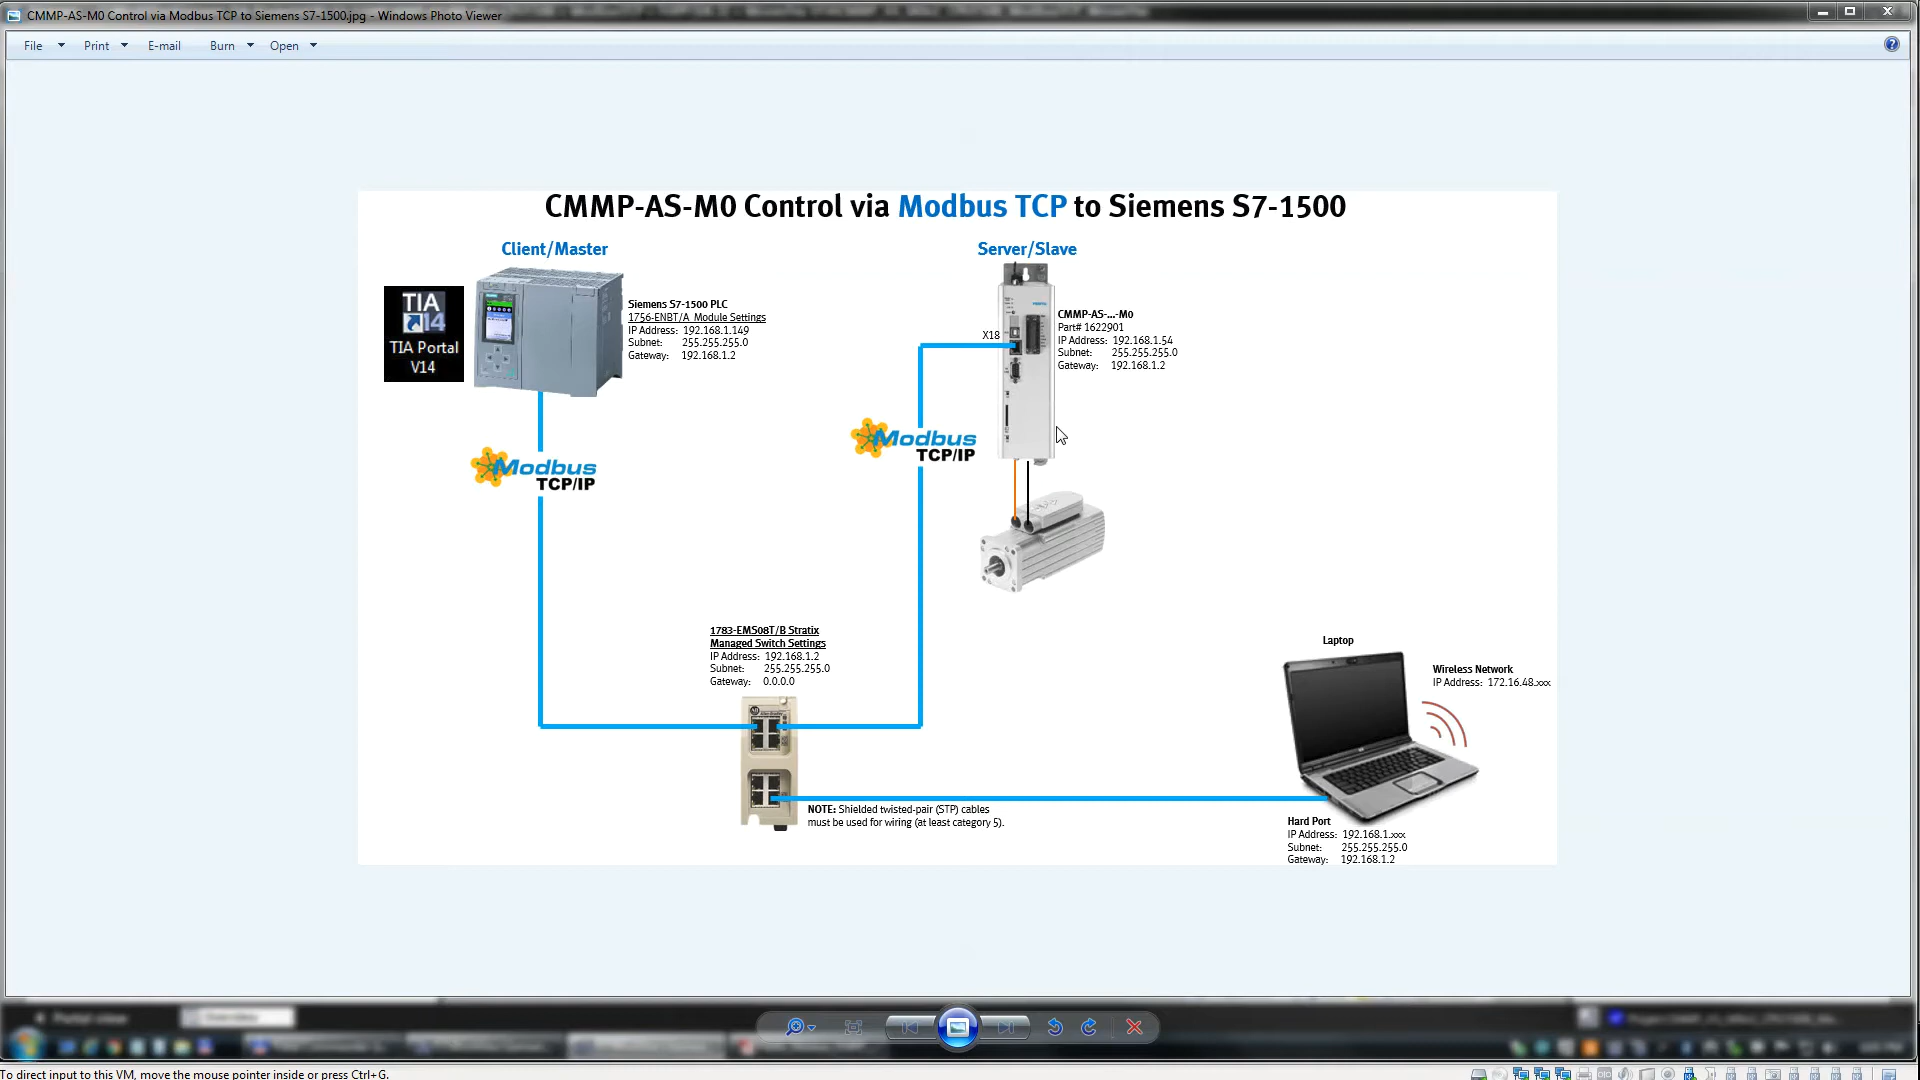 CMMP-AS-M0 Control via Modbus TCP to Siemens S7-1500.jpg - Windows Photo Viewer
File Print E-mail Burn Open
CMMP-AS-M0 Control via Modbus TCP to Siemens S7-1500
Client/Master
Server/Slave
TIA
14
TIA Portal
V14
Siemens S7-1500 PLC
1756-ENBT/A Module Settings
IP Address: 192.168.1.149
Subnet: 255.255.255.0
Gateway: 192.168.1.2
X18
CMMP-AS-...-M0
Part# 1622901
IP Address: 192.168.1.54
Subnet: 255.255.255.0
Gateway: 192.168.1.2
Modbus
TCP/IP
Modbus
TCP/IP
1783-EMS08T/B Stratix
Managed Switch Settings
IP Address: 192.168.1.2
Subnet: 255.255.255.0
Gateway: 0.0.0.0
Laptop
Wireless Network
IP Address: 172.16.48.xxx
NOTE: Shielded twisted-pair (STP) cables
must be used for wiring (at least category 5).
Hard Port
IP Address: 192.168.1.xxx
Subnet: 255.255.255.0
Gateway: 192.168.1.2
To direct input to this VM, move the mouse pointer inside or press Ctrl+G.